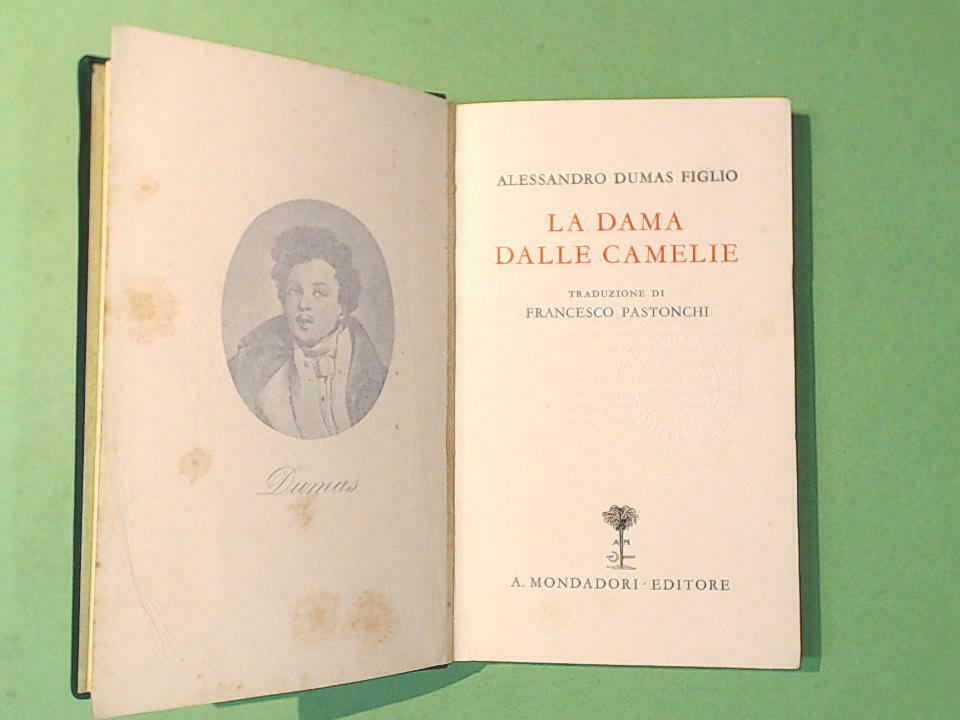 Dumas
ALESSANDRO DUMAS FIGLIO
LA DAMA
DALLE CAMELIE
TRADUZIONE DI
FRANCESCO PASTONCHI
A M
A. MONDADORI · EDITORE